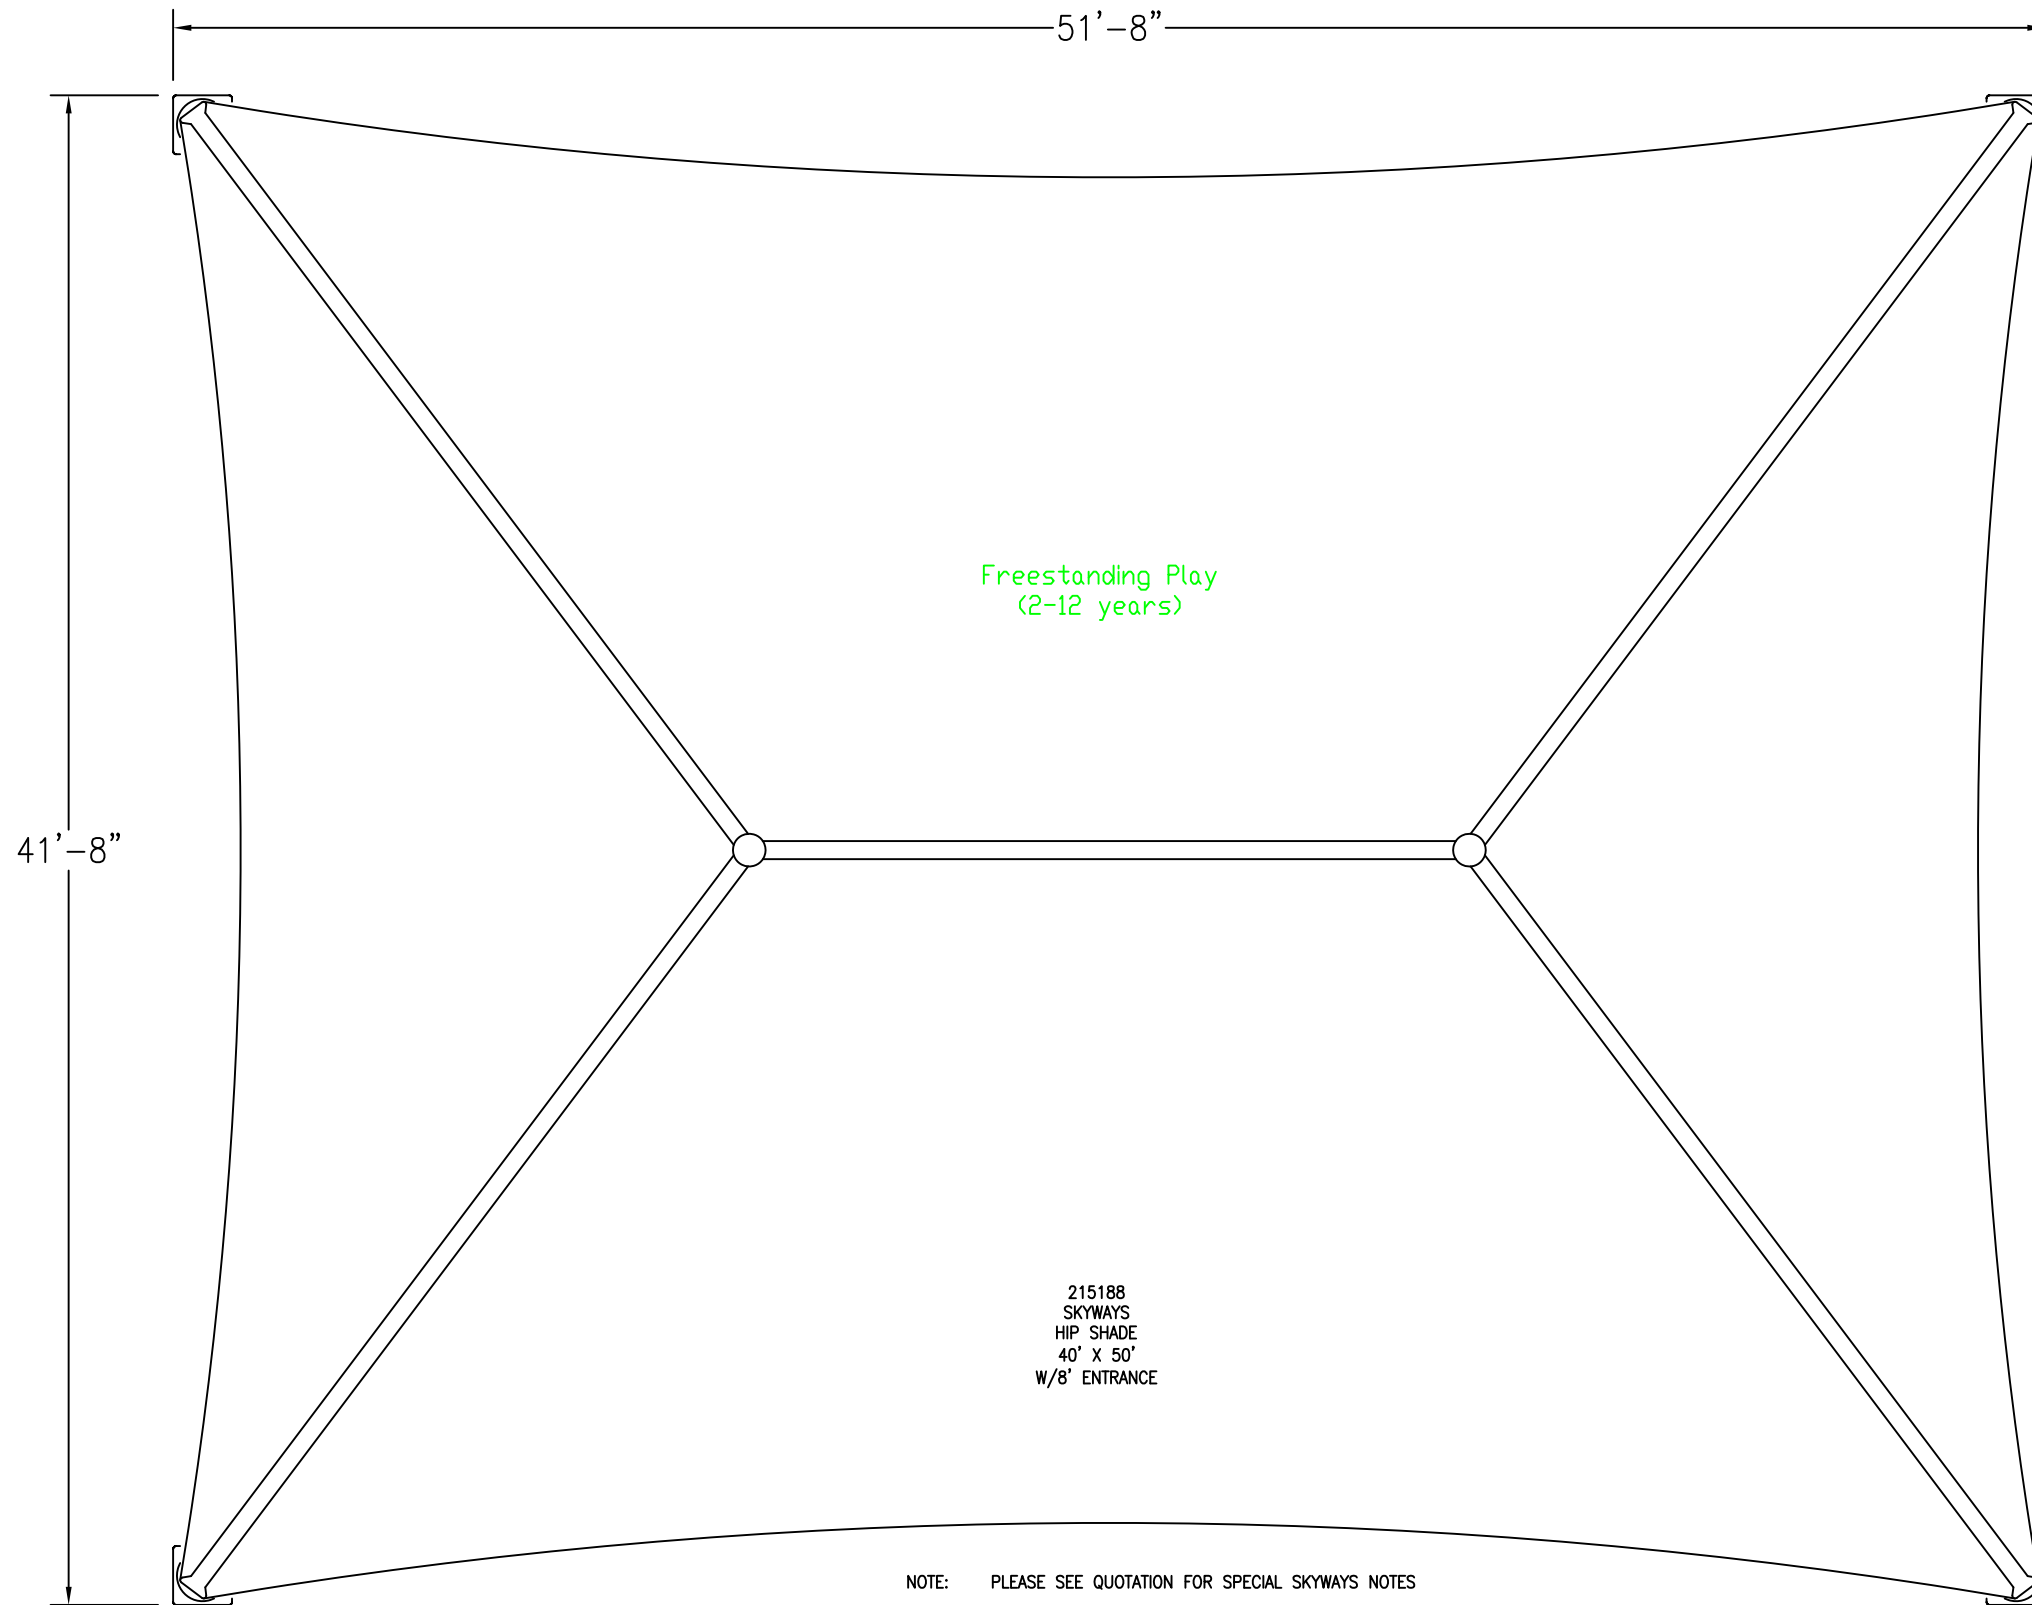 51'-8"
Freestanding Play
(2-12 years)
41'-8"
215188
SKYWAYS
HIP SHADE
40' X 50'
W/8' ENTRANCE
NOTE: PLEASE SEE QUOTATION FOR SPECIAL SKYWAYS NOTES